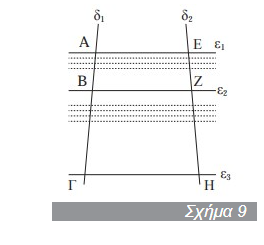 δ₁ δ₂
Α Ε ε₁
Β Ζ ε₂
Γ Η ε₃
Σχήμα 9